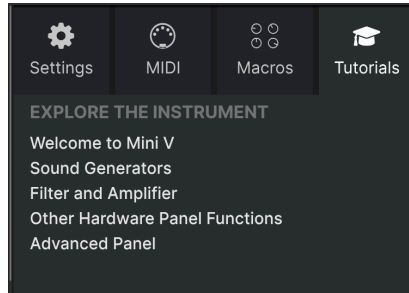 Settings
MIDI
Macros
Tutorials
EXPLORE THE INSTRUMENT
Welcome to Mini V
Sound Generators
Filter and Amplifier
Other Hardware Panel Functions
Advanced Panel